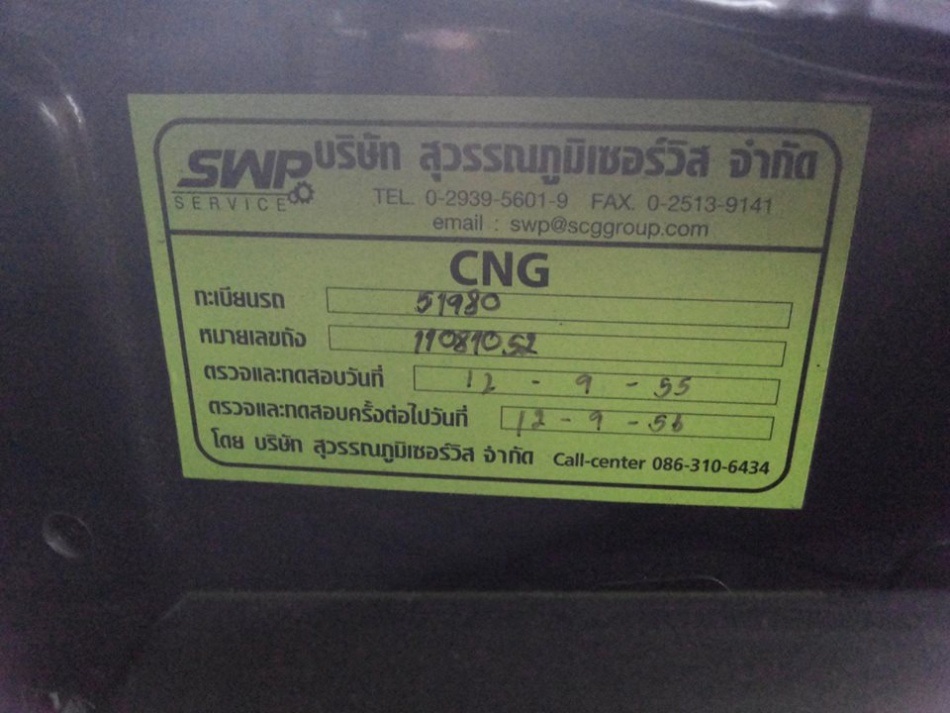 SWP SERVICE บริษัท สุวรรณภูมิเซอร์วิส จำกัด
TEL. 0-2939-5601-9 FAX. 0-2513-9141
email : swp@scggroup.com
CNG
ทะเบียนรถ 51980
หมายเลขถัง 11081052
ตรวจและทดสอบวันที่ 12 - 9 - 55
ตรวจและทดสอบครั้งต่อไปวันที่ 12 - 9 - 56
โดย บริษัท สุวรรณภูมิเซอร์วิส จำกัด Call-center 086-310-6434